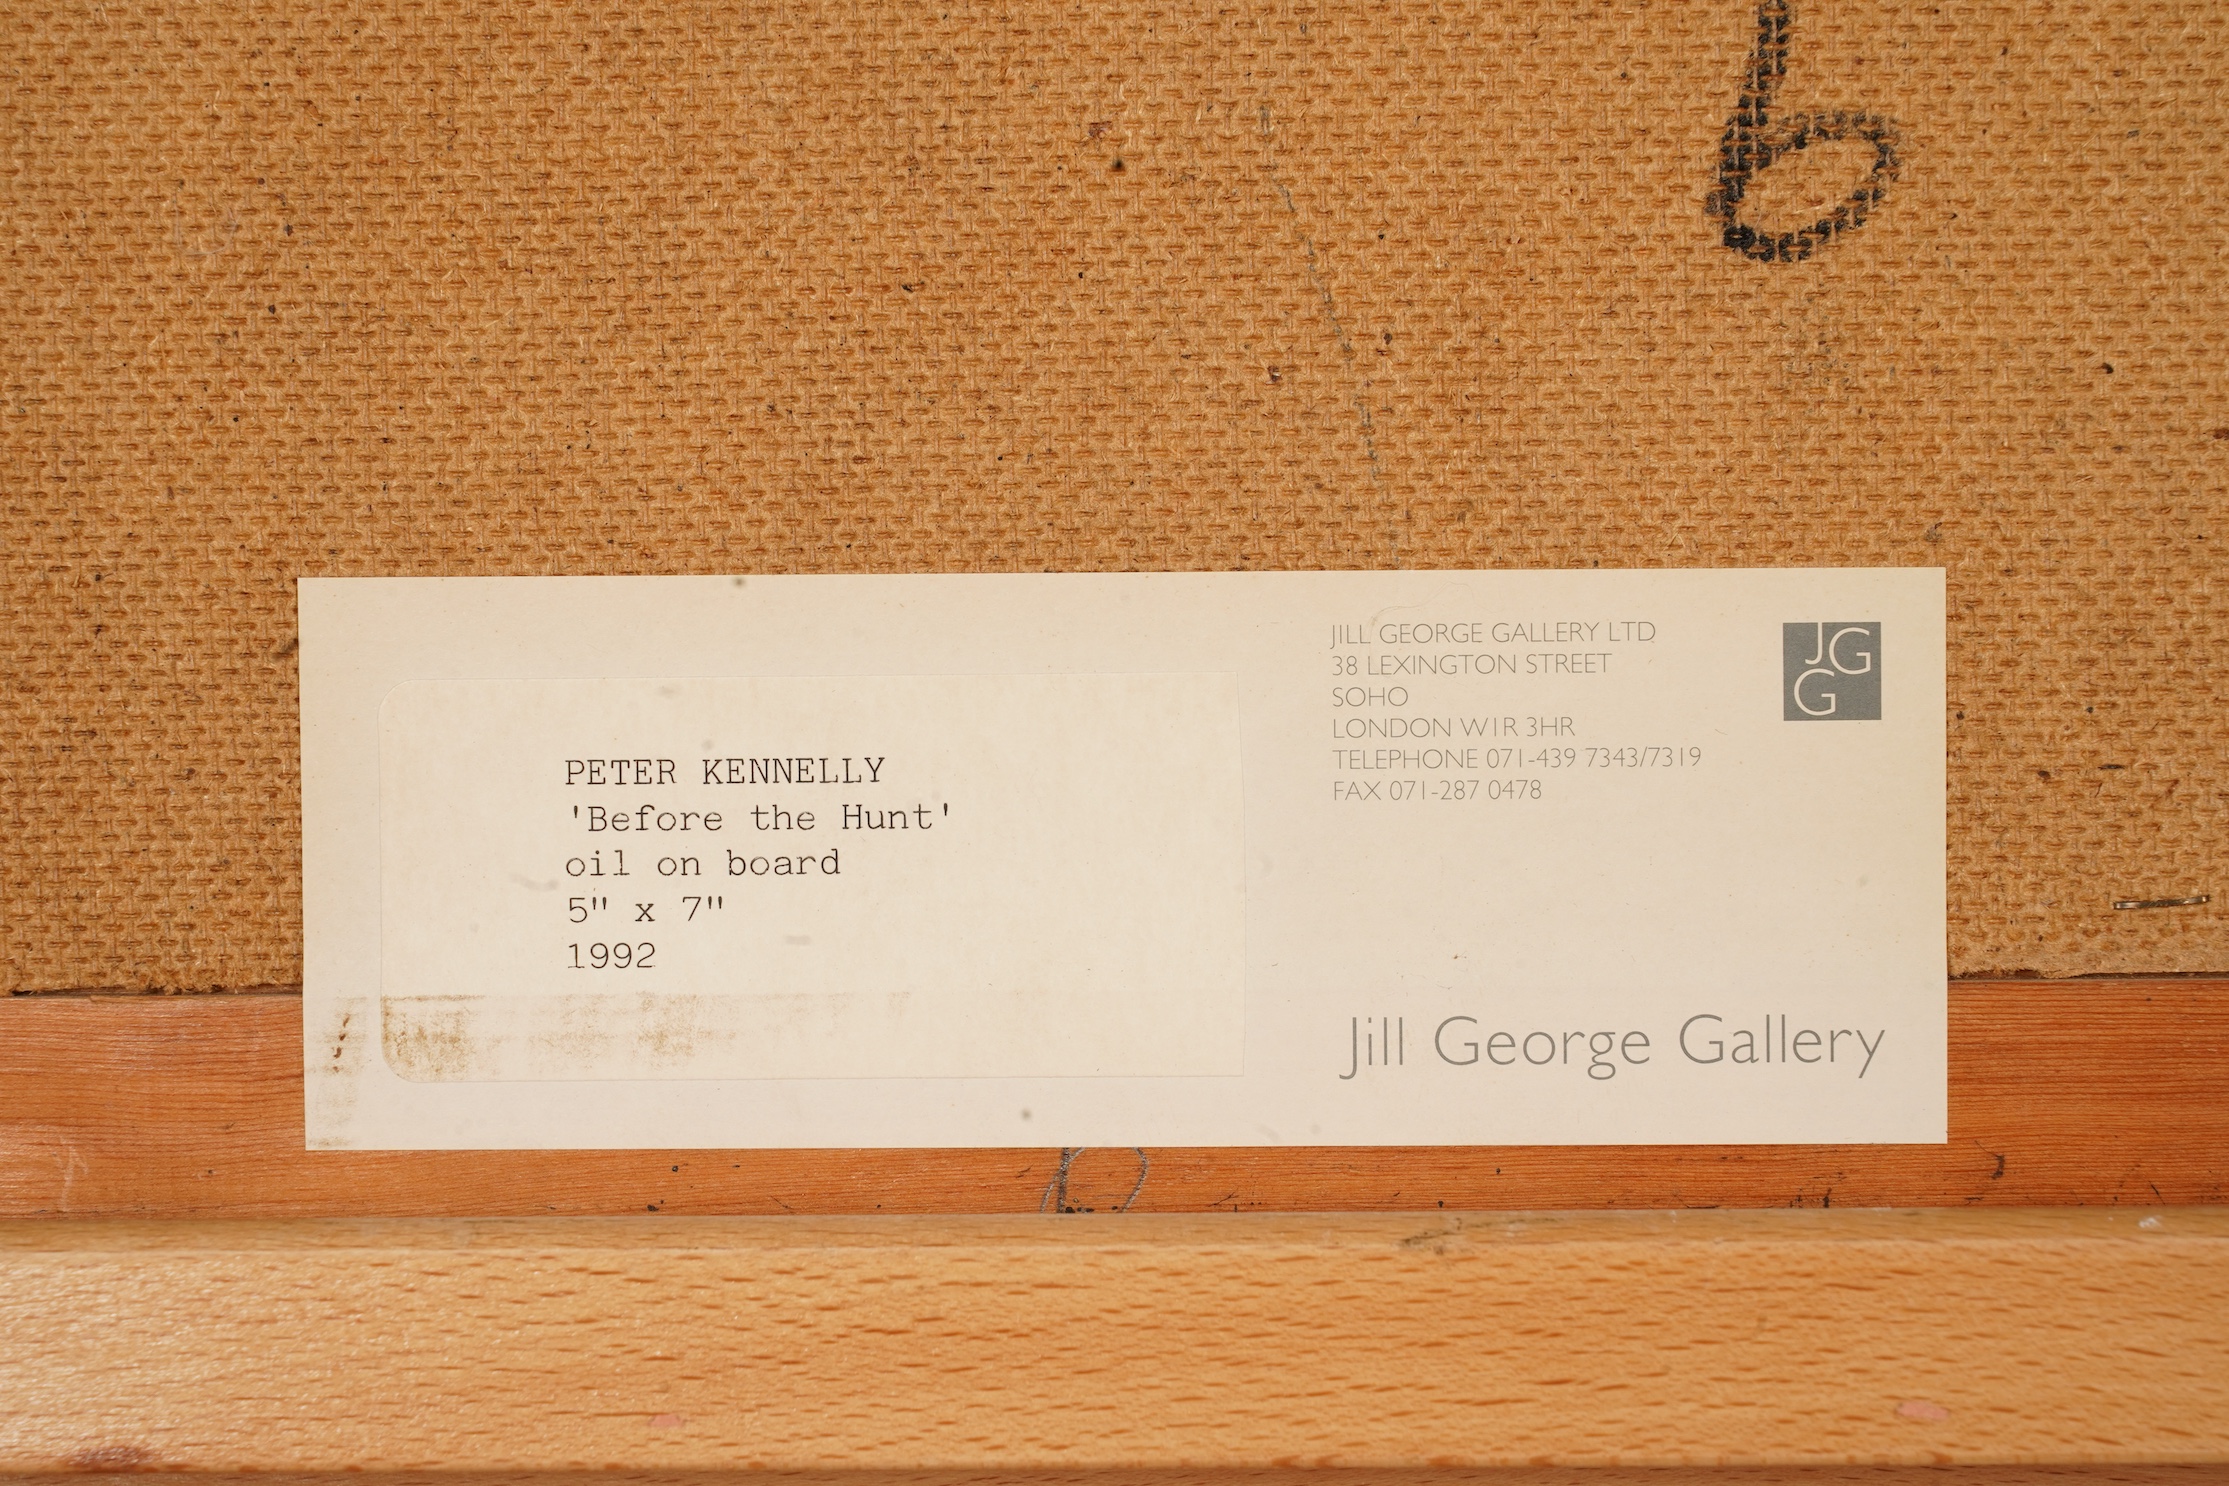 6
PETER KENNELLY
'Before the Hunt'
oil on board
5" x 7"
1992
JILL GEORGE GALLERY LTD
38 LEXINGTON STREET
SOHO
LONDON W1R 3HR
TELEPHONE 071-439 7343/7319
FAX 071-287 0478
JG
G
Jill George Gallery